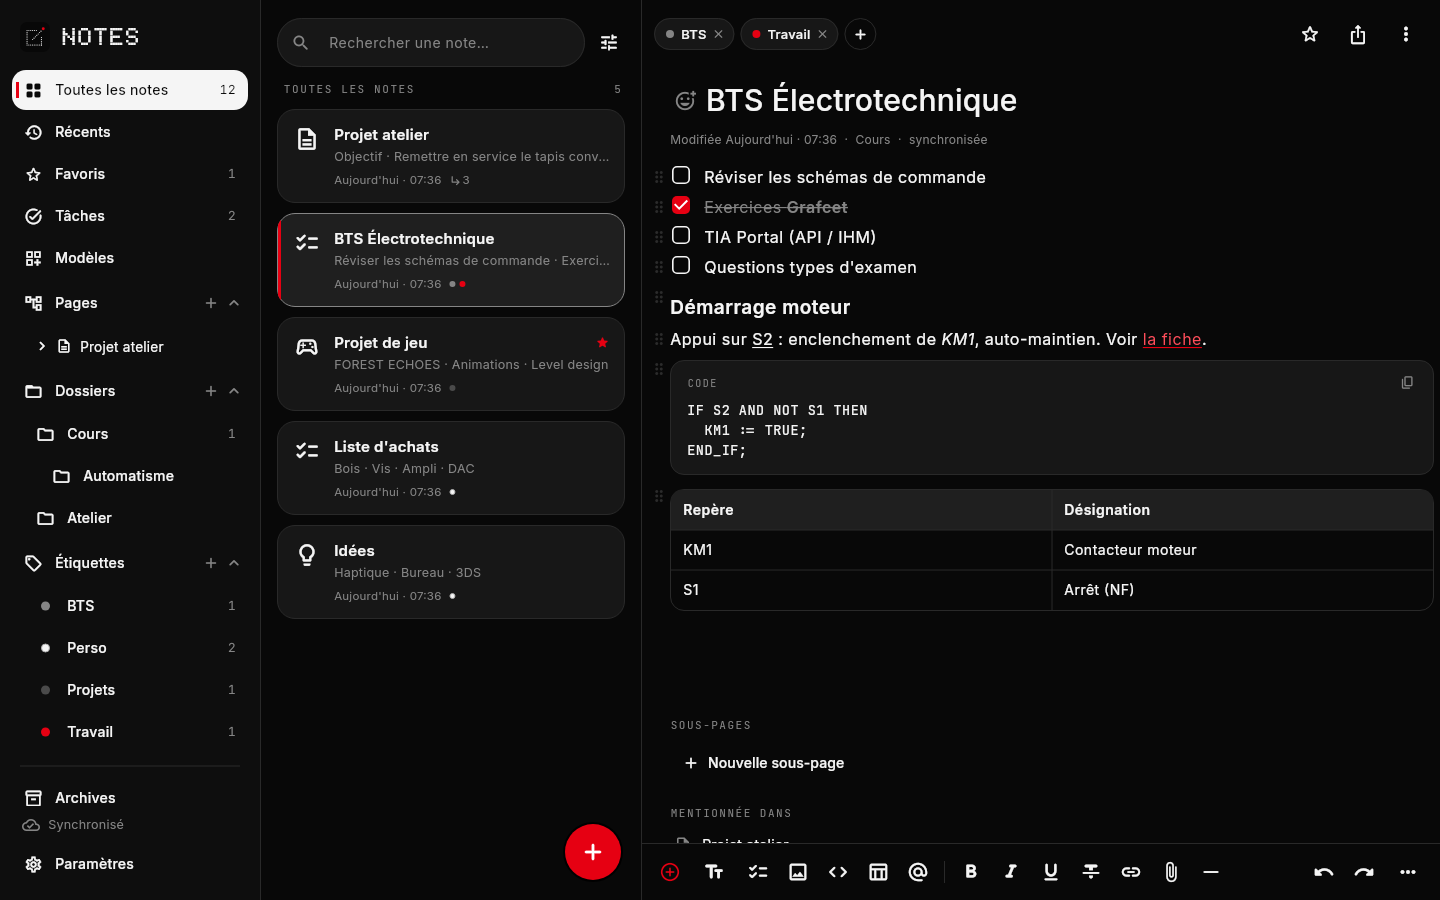 NOTES
Toutes les notes 12
Récents
Favoris 1
Tâches 2
Modèles
Pages
Projet atelier
Dossiers
Cours 1
Automatisme
Atelier
Étiquettes
BTS 1
Perso 2
Projets 1
Travail 1
Archives
Synchronisé
Paramètres
Rechercher une note...
TOUTES LES NOTES 5
Projet atelier
Objectif · Remettre en service le tapis conv...
Aujourd'hui · 07:36 3
BTS Électrotechnique
Réviser les schémas de commande · Exerci...
Aujourd'hui · 07:36
Projet de jeu
FOREST ECHOES · Animations · Level design
Aujourd'hui · 07:36
Liste d'achats
Bois · Vis · Ampli · DAC
Aujourd'hui · 07:36
Idées
Haptique · Bureau · 3DS
Aujourd'hui · 07:36
BTS Travail
BTS Électrotechnique
Modifiée Aujourd'hui · 07:36 · Cours · synchronisée
Réviser les schémas de commande
Exercices Grafcet
TIA Portal (API / IHM)
Questions types d'examen
Démarrage moteur
Appui sur S2 : enclenchement de KM1, auto-maintien. Voir la fiche.
CODE
IF S2 AND NOT S1 THEN
KM1 := TRUE;
END_IF;
Repère Désignation
KM1 Contacteur moteur
S1 Arrêt (NF)
SOUS-PAGES
Nouvelle sous-page
MENTIONNÉE DANS
Projet atelier